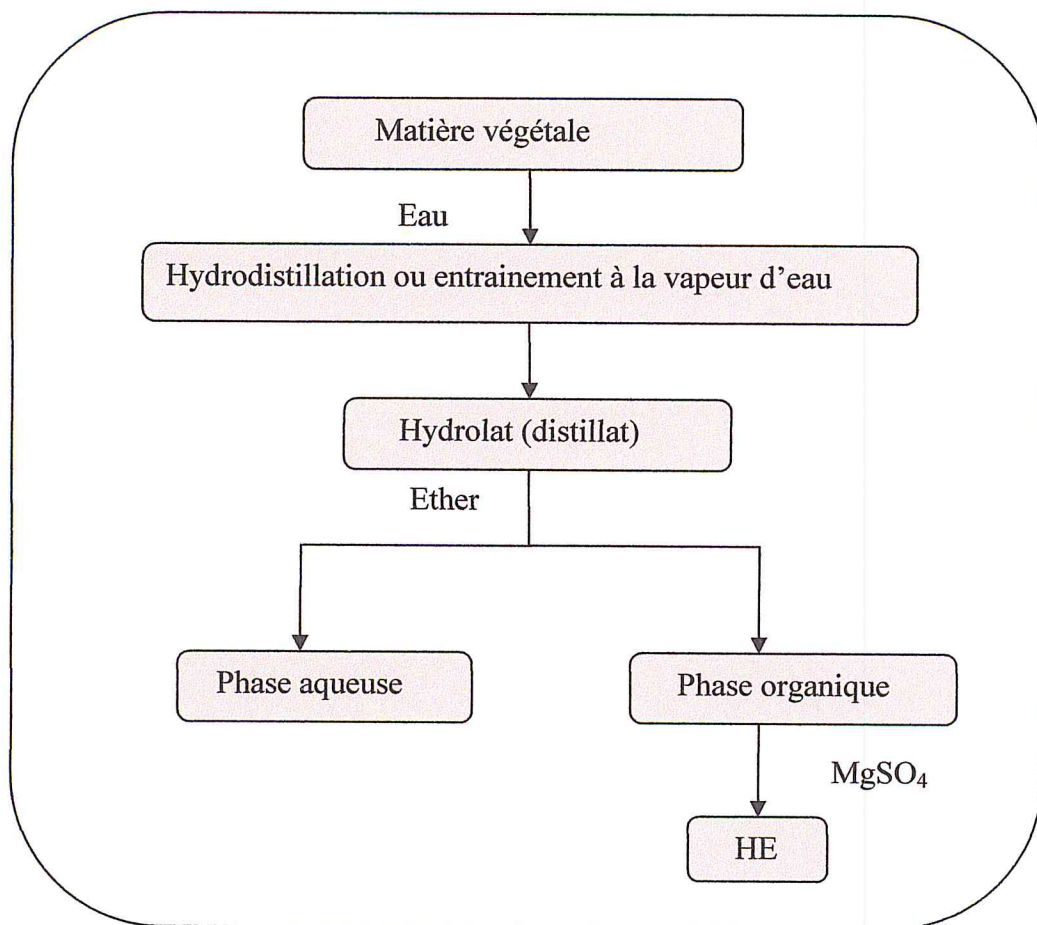 Matière végétale
Eau
Hydrodistillation ou entrainement à la vapeur d’eau
Hydrolat (distillat)
Ether
Phase aqueuse
Phase organique
MgSO₄
HE